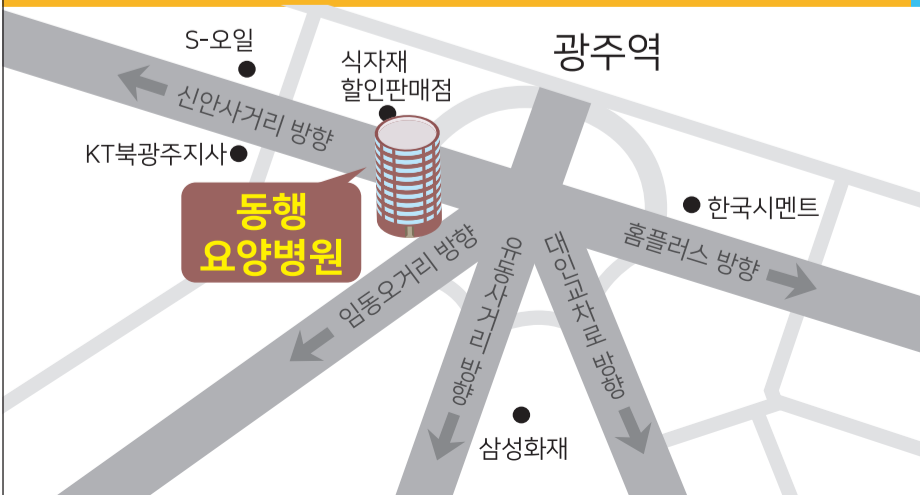 S-오일
식자재
할인판매점
광주역
신안사거리 방향
KT북광주지사
동행
요양병원
한국시멘트
홈플러스 방향
임동오거리 방향
유동사거리 방향
대인교차로 방향
삼성화재